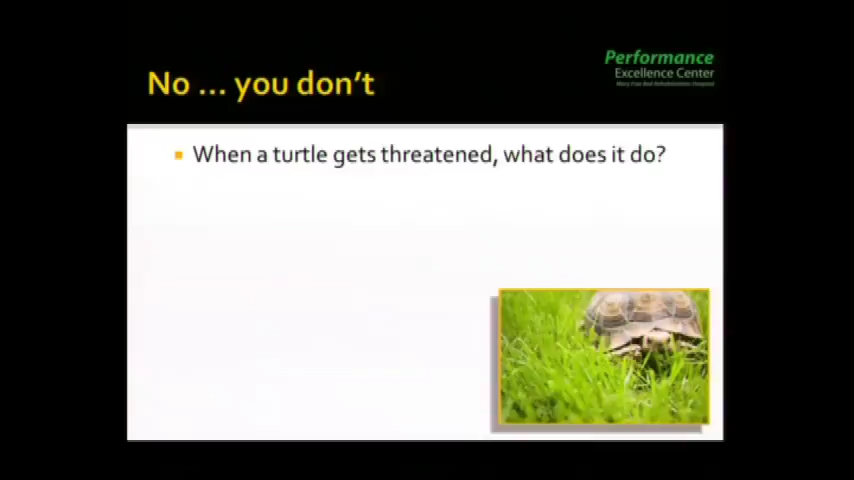 No ... you don't
Performance
Excellence Center
When a turtle gets threatened, what does it do?